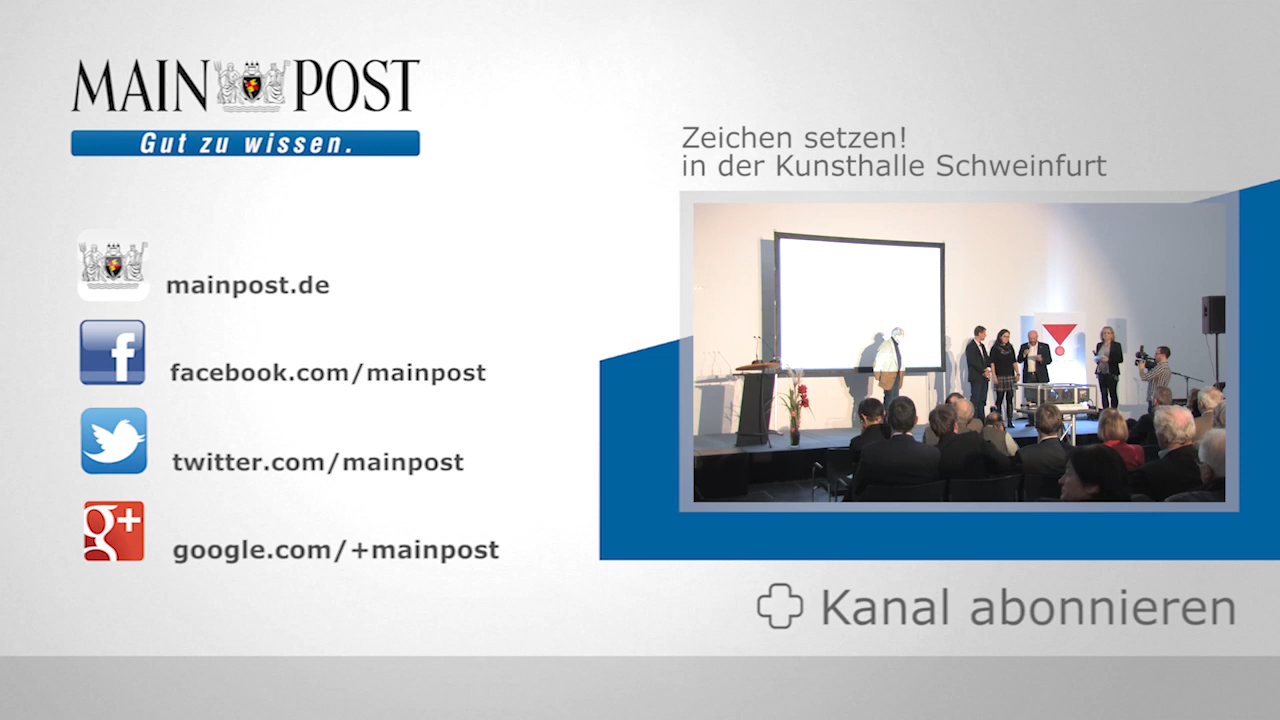 MAIN POST
Gut zu wissen.
mainpost.de
facebook.com/mainpost
twitter.com/mainpost
google.com/+mainpost
Zeichen setzen!
in der Kunsthalle Schweinfurt
Kanal abonnieren